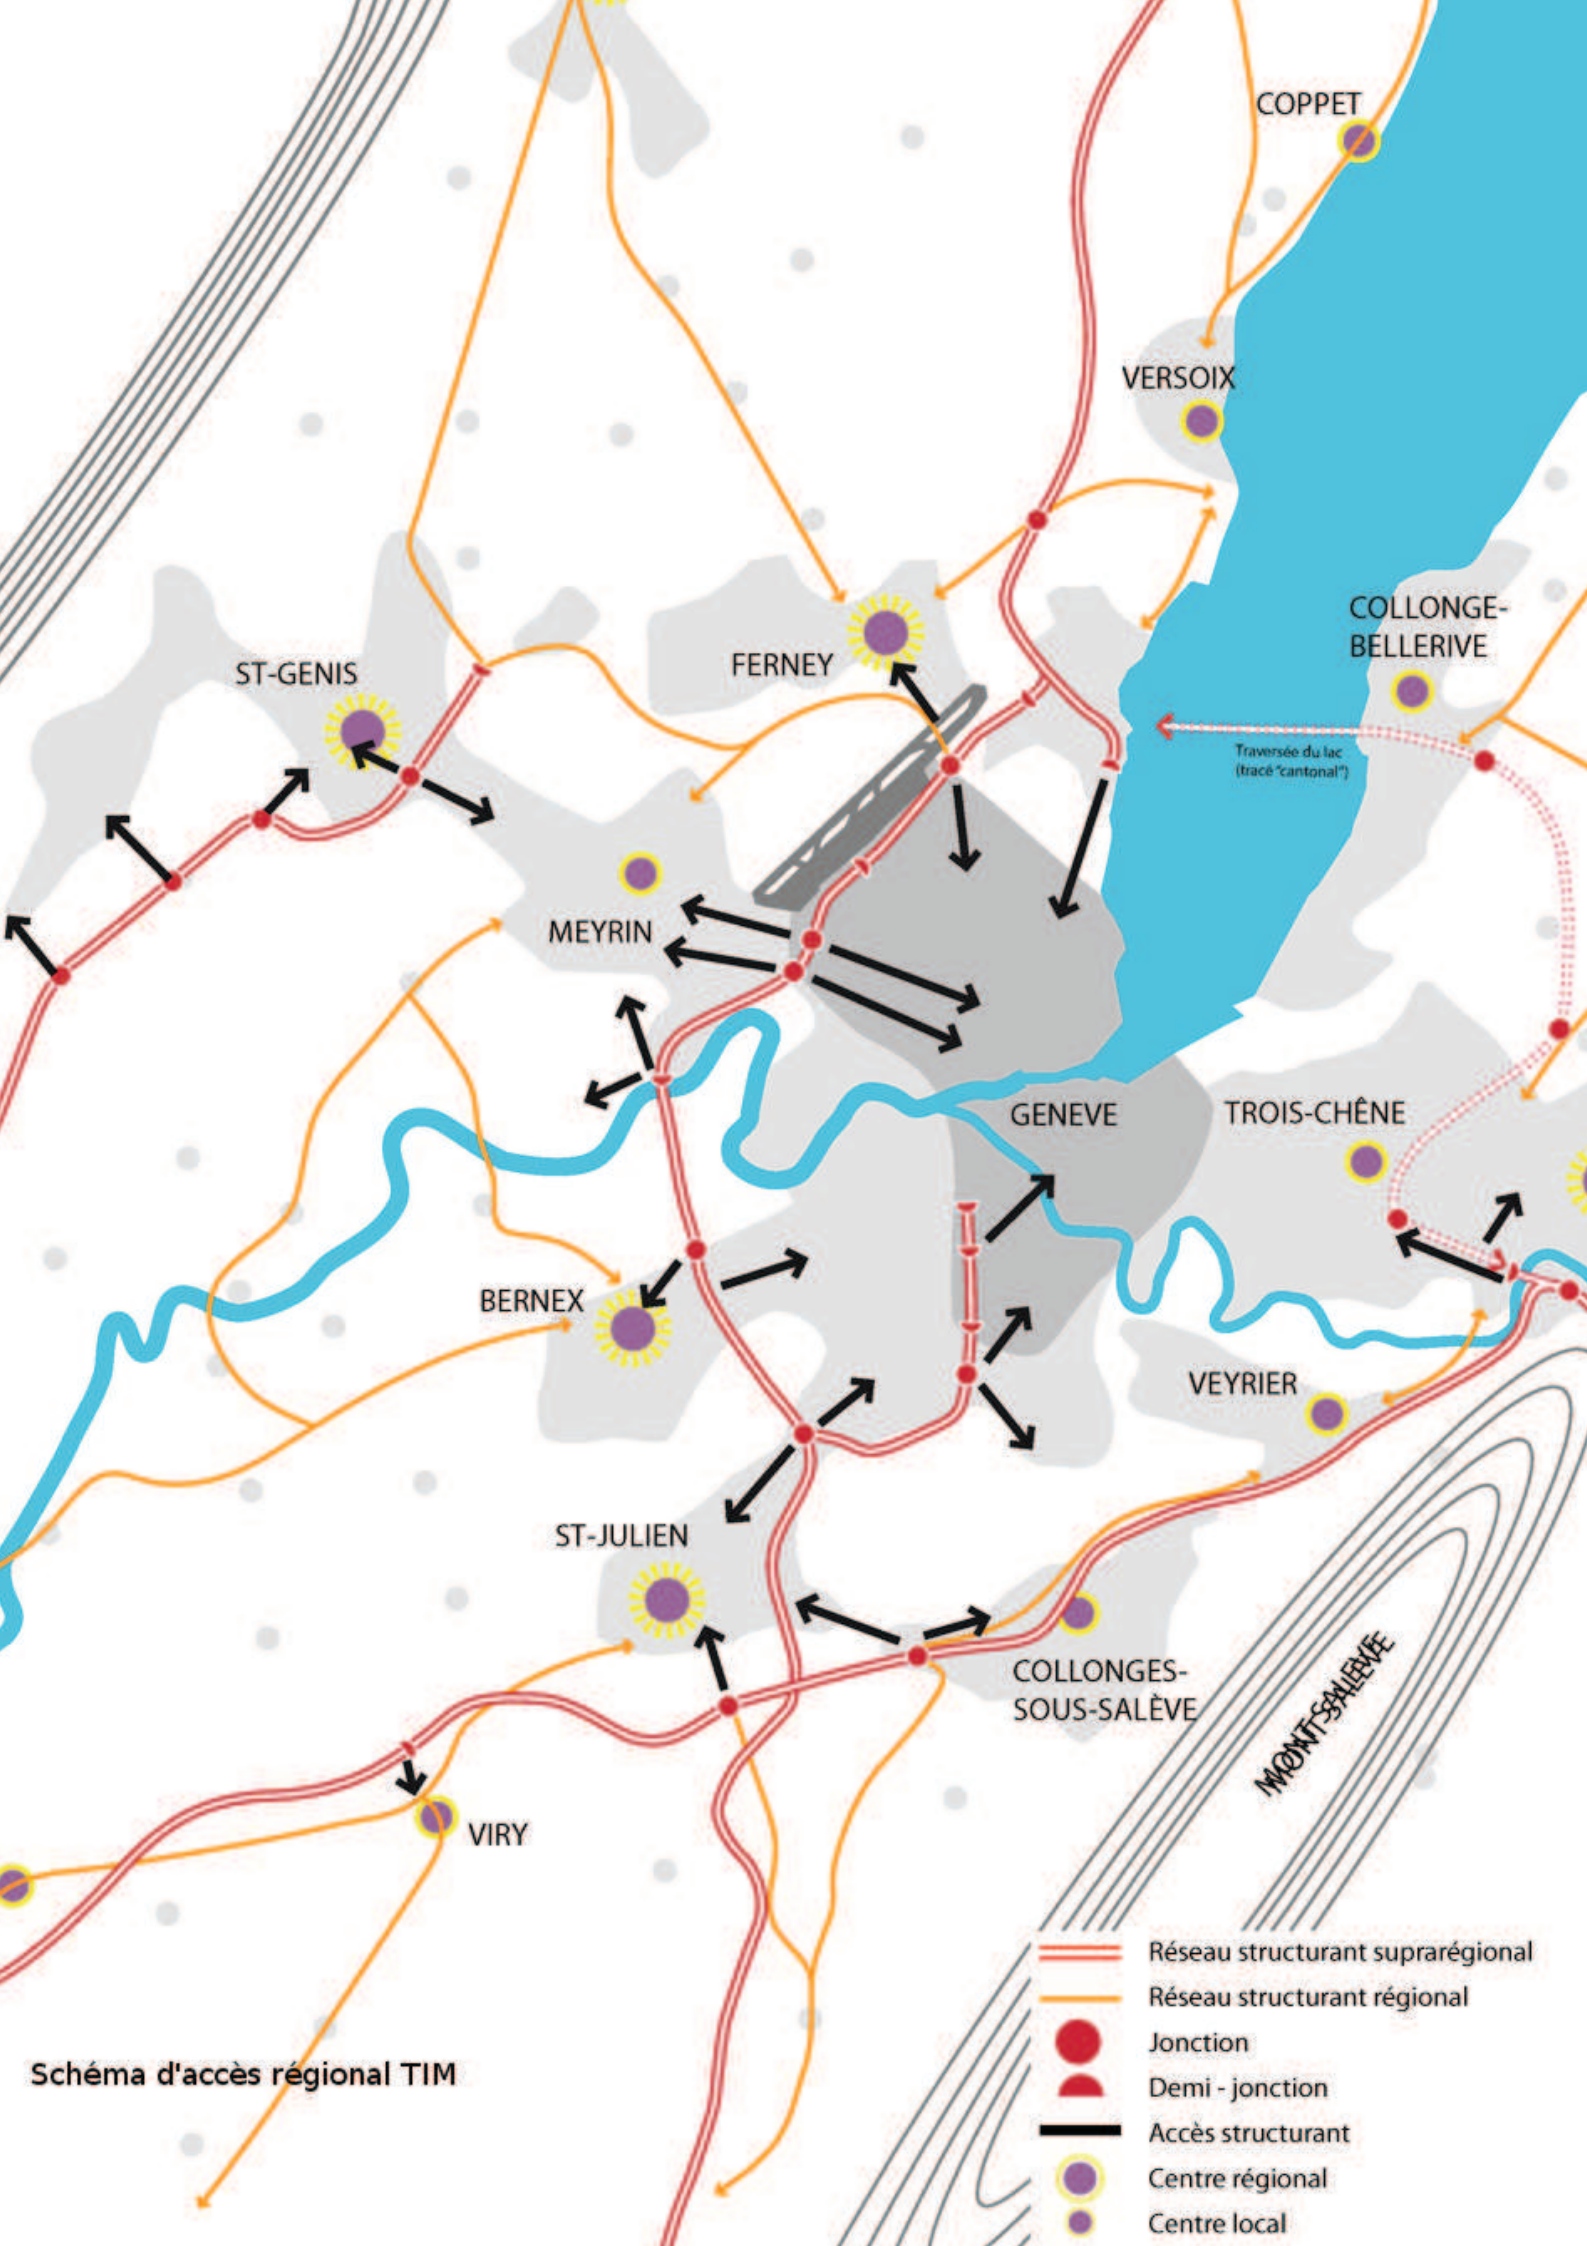 COPPET
VERSOIX
COLLONGE-
BELLERIVE
FERNEY
ST-GENIS
Traversée du lac
(tracé "cantonal")
MEYRIN
GENEVE
TROIS-CHÊNE
BERNEX
VEYRIER
ST-JULIEN
COLLONGES-
SOUS-SALÈVE
MONT-SALÈVE
MONT-SALÈVE
VIRY
Réseau structurant suprarégional
Réseau structurant régional
Jonction
Schéma d'accès régional TIM
Demi - jonction
Accès structurant
Centre régional
Centre local